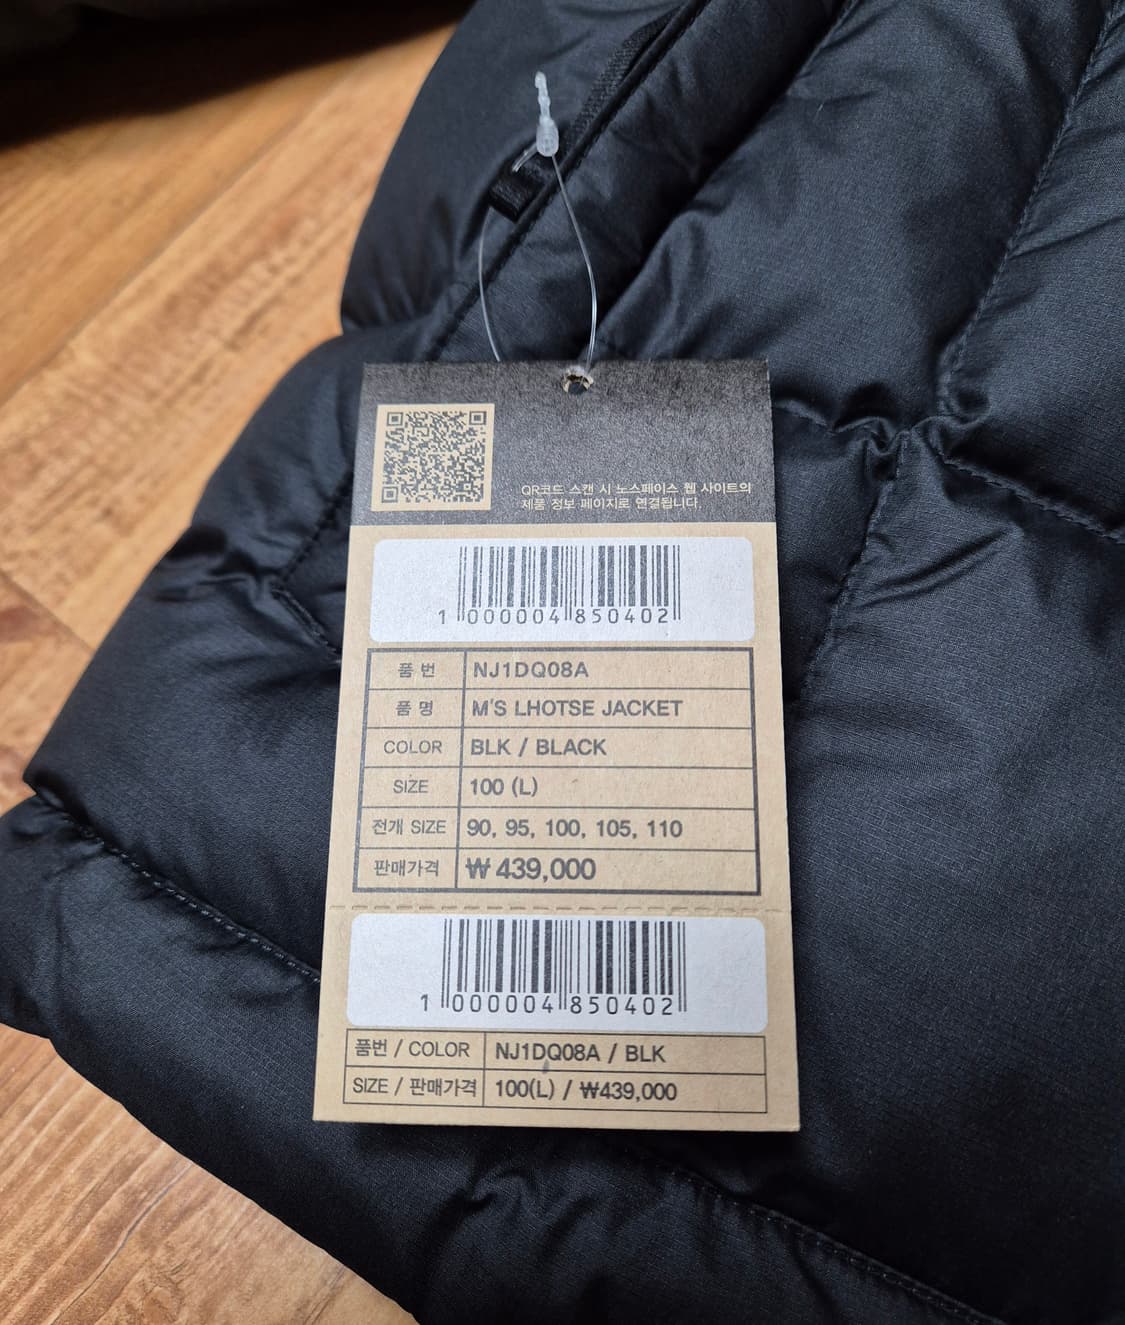 QR코드 스캔 시 노스페이스 웹 사이트의
제품 정보 페이지로 연결됩니다.
1 000004 850402
품 번 NJ1DQ08A
품 명 M'S LHOTSE JACKET
COLOR BLK / BLACK
SIZE 100 (L)
전개 SIZE 90, 95, 100, 105, 110
판매가격 ₩ 439,000
1 000004 850402
품번 / COLOR NJ1DQ08A / BLK
SIZE / 판매가격 100(L) / ₩439,000